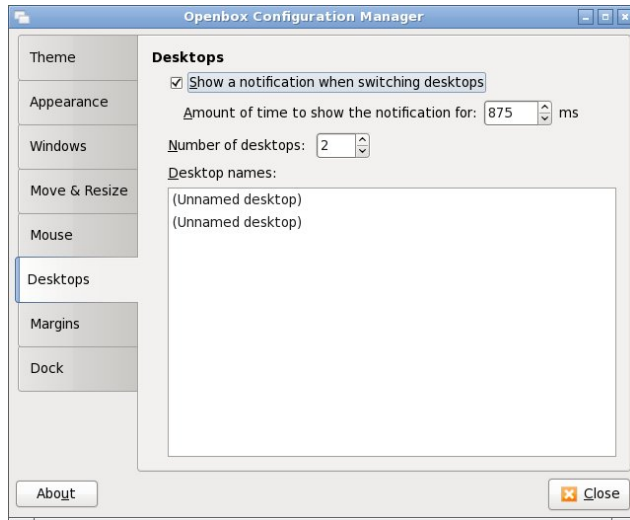 Openbox Configuration Manager
Theme
Appearance
Windows
Move & Resize
Mouse
Desktops
Margins
Dock
Desktops
Show a notification when switching desktops
Amount of time to show the notification for: 875 ms
Number of desktops: 2
Desktop names:
(Unnamed desktop)
(Unnamed desktop)
About
Close